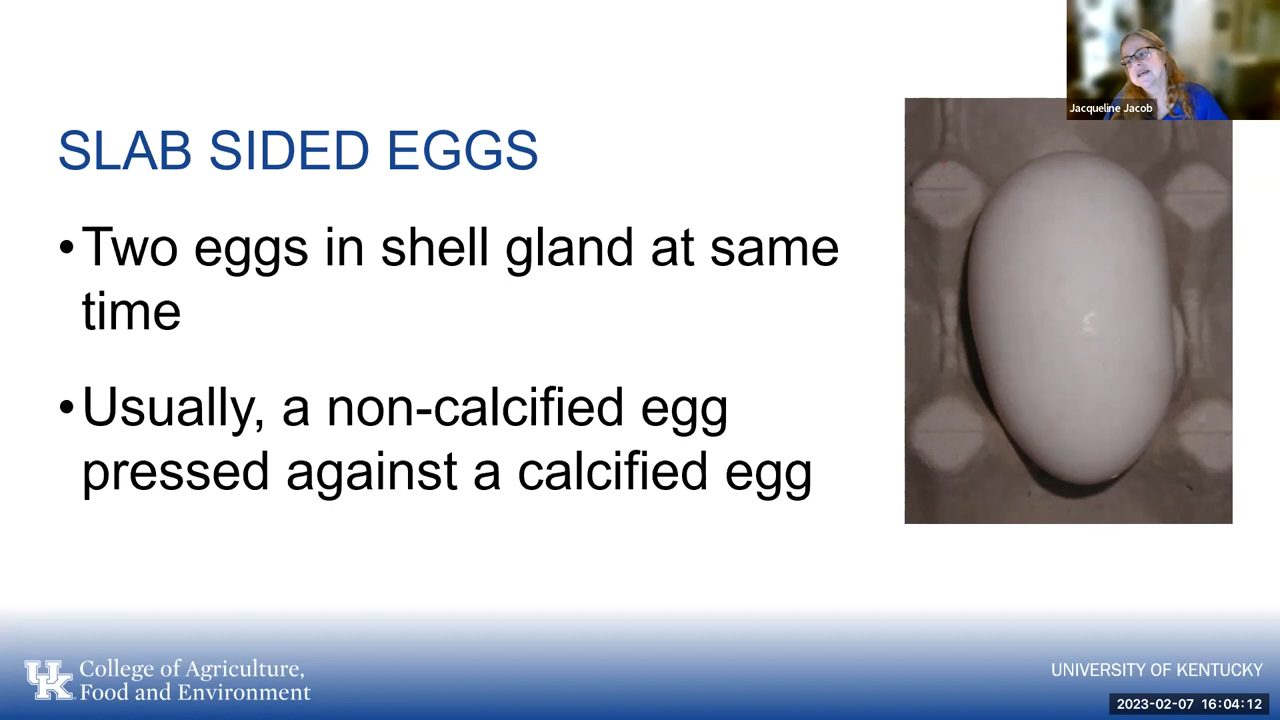 Jacqueline Jacob
SLAB SIDED EGGS
•Two eggs in shell gland at same
time
•Usually, a non-calcified egg
pressed against a calcified egg
UK College of Agriculture,
Food and Environment
UNIVERSITY OF KENTUCKY
2023-02-07 16:04:12